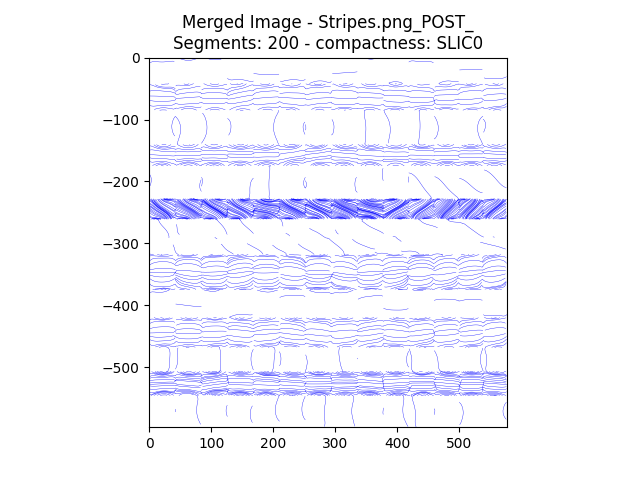 Merged Image - Stripes.png_POST_
Segments: 200 - compactness: SLIC0
0
−100
−200
−300
−400
−500
0 100 200 300 400 500